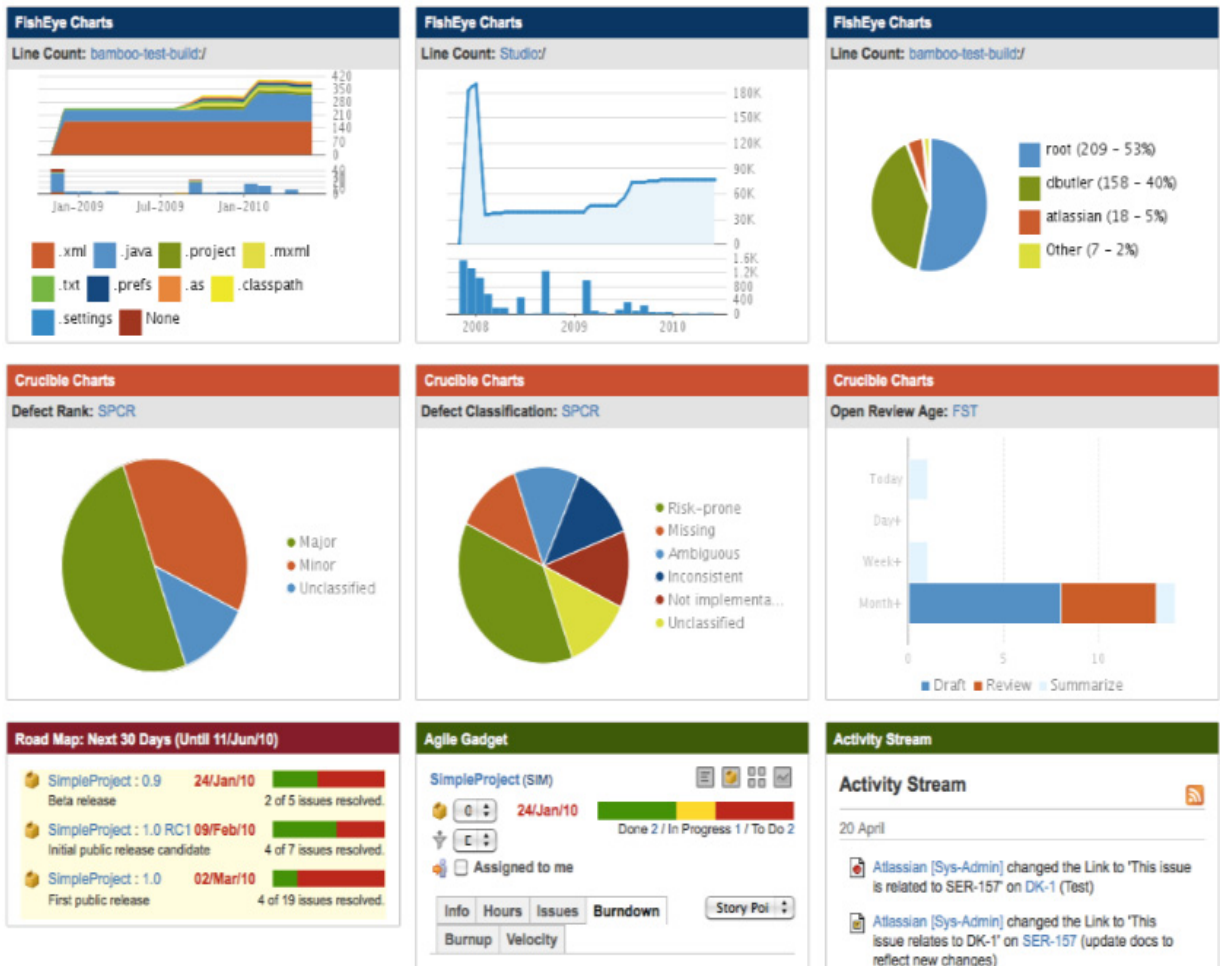 FishEye Charts
Line Count: bamboo-test-build:/
420
350
280
210
140
70
0
40
0
Jan-2009 Jul-2009 Jan-2010
.xml .java .project .mxml
.txt .prefs .as .classpath
.settings None
FishEye Charts
Line Count: Studio:/
180K
150K
120K
90K
60K
30K
0
1.6K
1.2K
800
400
0
2008 2009 2010
FishEye Charts
Line Count: bamboo-test-build:/
root (209 - 53%)
dbutler (158 - 40%)
atlassian (18 - 5%)
Other (7 - 2%)
Crucible Charts
Defect Rank: SPCR
Major
Minor
Unclassified
Crucible Charts
Defect Classification: SPCR
Risk-prone
Missing
Ambiguous
Inconsistent
Not implementa...
Unclassified
Crucible Charts
Open Review Age: FST
Today
Day+
Week+
Month+
0 5 10
Draft Review Summarize
Road Map: Next 30 Days (Until 11/Jun/10)
SimpleProject : 0.9 24/Jan/10
Beta release 2 of 5 issues resolved.
SimpleProject : 1.0 RC1 09/Feb/10
Initial public release candidate 4 of 7 issues resolved.
SimpleProject : 1.0 02/Mar/10
First public release 4 of 19 issues resolved.
Agile Gadget
SimpleProject (SIM)
24/Jan/10
Done 2 / In Progress 1 / To Do 2
Assigned to me
Info Hours Issues Burndown Story Poi
Burnup Velocity
Activity Stream
Activity Stream
20 April
Atlassian [Sys-Admin] changed the Link to 'This issue
is related to SER-157' on DK-1 (Test)
Atlassian [Sys-Admin] changed the Link to 'This
issue relates to DK-1' on SER-157 (update docs to
reflect new changes)